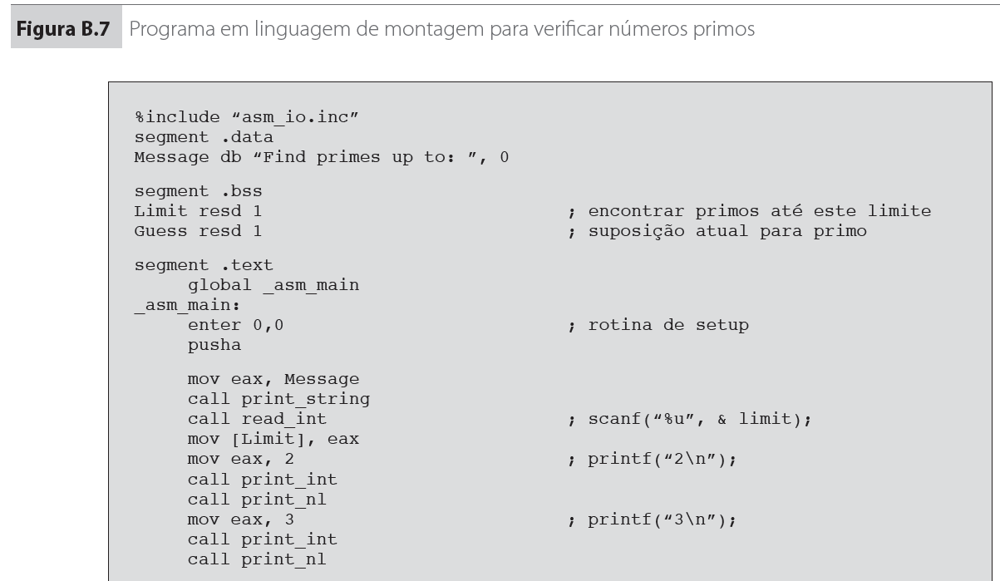 Figura B.7 Programa em linguagem de montagem para verificar números primos
%include “asm_io.inc”
segment .data
Message db “Find primes up to: ”, 0
segment .bss
Limit resd 1 ; encontrar primos até este limite
Guess resd 1 ; suposição atual para primo
segment .text
global _asm_main
_asm_main:
enter 0,0 ; rotina de setup
pusha
mov eax, Message
call print_string
call read_int ; scanf(“%u”, & limit);
mov [Limit], eax
mov eax, 2 ; printf(“2\n”);
call print_int
call print_nl
mov eax, 3 ; printf(“3\n”);
call print_int
call print_nl